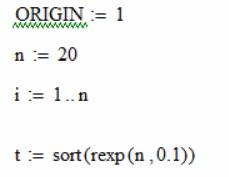 ORIGIN := 1
n := 20
i := 1 .. n
t := sort(rexp(n , 0.1))